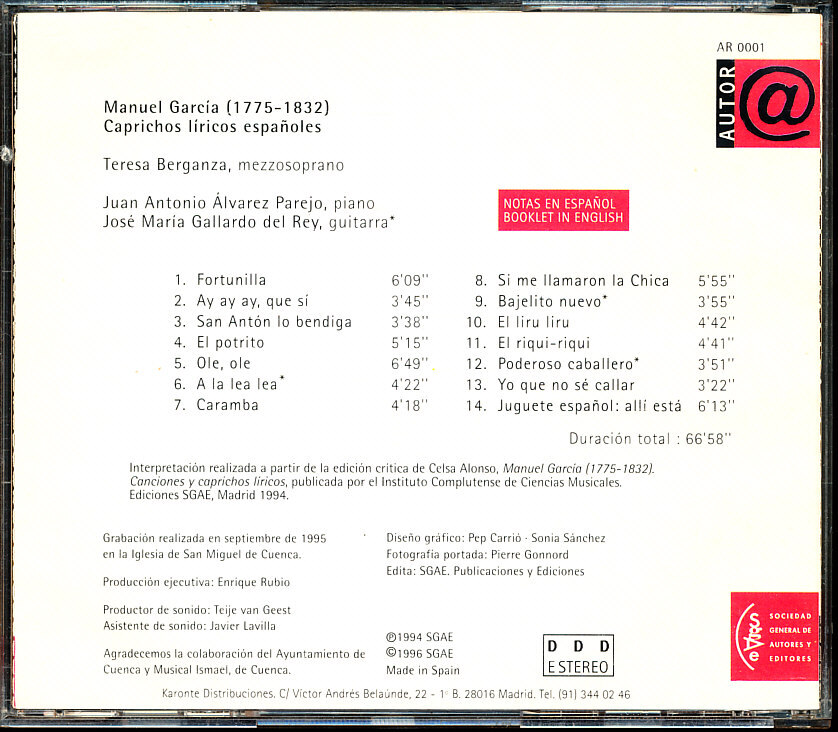 AR 0001
AUTOR
@
Manuel García (1775-1832)
Caprichos líricos españoles
Teresa Berganza, mezzosoprano
Juan Antonio Álvarez Parejo, piano
José María Gallardo del Rey, guitarra*
NOTAS EN ESPAÑOL
BOOKLET IN ENGLISH
1. Fortunilla 6'09''
2. Ay ay ay, que sí 3'45''
3. San Antón lo bendiga 3'38''
4. El potrito 5'15''
5. Ole, ole 6'49''
6. A la lea lea* 4'22''
7. Caramba 4'18''
8. Si me llamaron la Chica 5'55''
9. Bajelito nuevo* 3'55''
10. El liru liru 4'42''
11. El riqui-riqui 4'41''
12. Poderoso caballero* 3'51''
13. Yo que no sé callar 3'22''
14. Juguete español: allí está 6'13''
Duración total : 66'58''
Interpretación realizada a partir de la edición crítica de Celsa Alonso, Manuel García (1775-1832).
Canciones y caprichos líricos, publicada por el Instituto Complutense de Ciencias Musicales.
Ediciones SGAE, Madrid 1994.
Grabación realizada en septiembre de 1995
en la Iglesia de San Miguel de Cuenca.
Producción ejecutiva: Enrique Rubio
Productor de sonido: Teije van Geest
Asistente de sonido: Javier Lavilla
Agradecemos la colaboración del Ayuntamiento de
Cuenca y Musical Ismael, de Cuenca.
Diseño gráfico: Pep Carrió · Sonia Sánchez
Fotografía portada: Pierre Gonnord
Edita: SGAE. Publicaciones y Ediciones
℗1994 SGAE
©1996 SGAE
Made in Spain
D D D
ESTEREO
SGAE
SOCIEDAD
GENERAL DE
AUTORES Y
EDITORES
Karonte Distribuciones. C/ Víctor Andrés Belaúnde, 22 - 1º B. 28016 Madrid. Tel. (91) 344 02 46